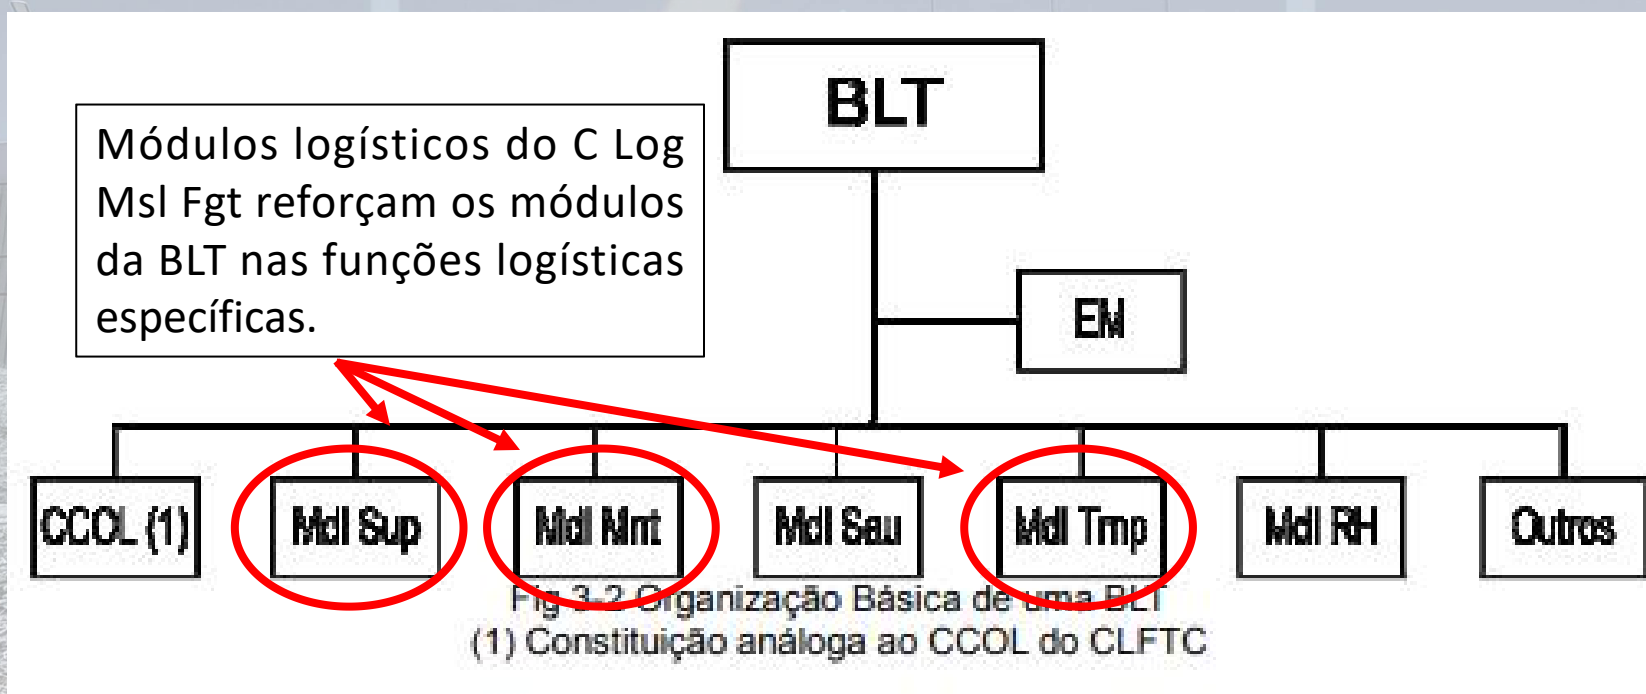 BLT
Módulos logísticos do C Log
Msl Fgt reforçam os módulos
da BLT nas funções logísticas
específicas.
EM
CCOL (1)
Mdl Sup
Mdl Mnt
Mdl Sau
Mdl Trnp
Mdl RH
Outros
Fig 3-2 Organização Básica de uma BLT
(1) Constituição análoga ao CCOL do CLFTC